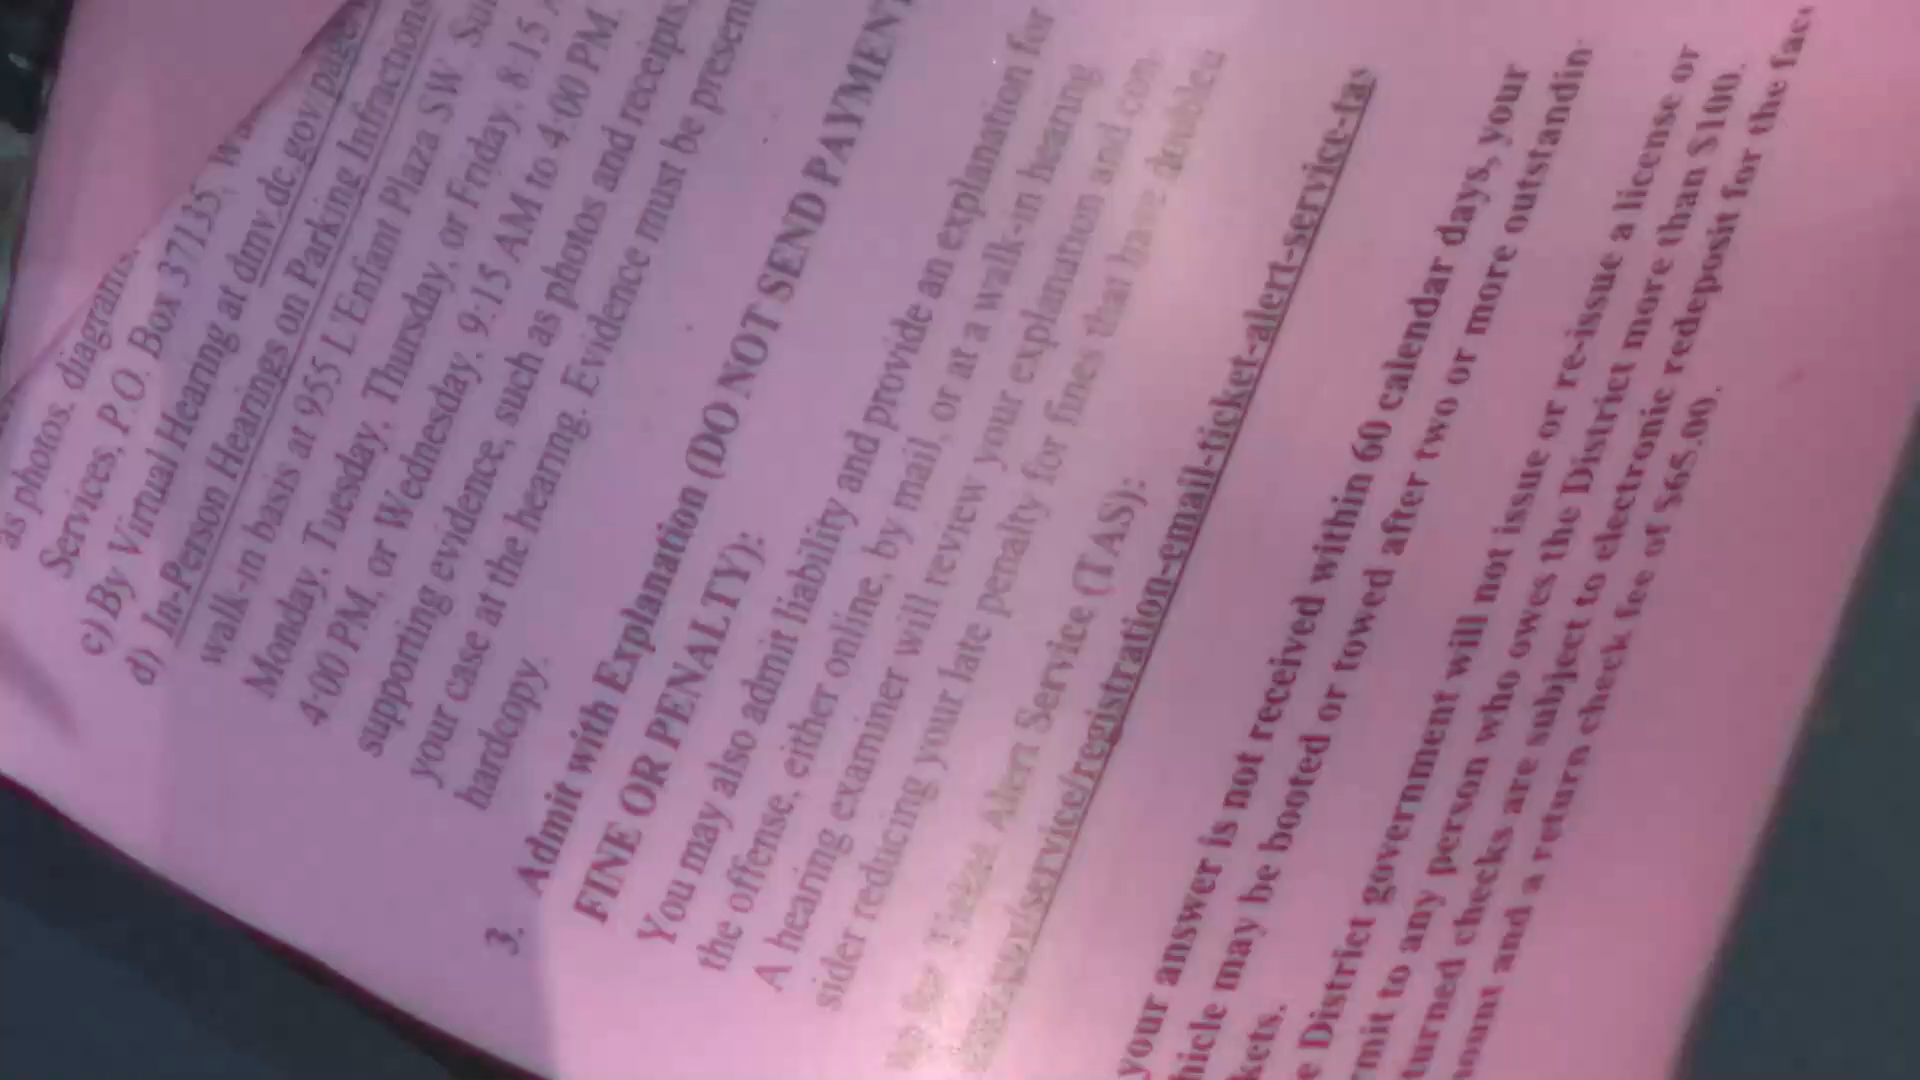 as photos, diagrams,
Services, P.O. Box 37135, W
c) By Virtual Hearing at dmv.dc.gov/page
d) In-Person Hearings on Parking Infractions
walk-in basis at 955 L'Enfant Plaza SW
Monday, Tuesday, Thursday, or Friday, 8:15
4:00 PM, or Wednesday, 9:15 AM to 4:00 PM.
supporting evidence, such as photos and receipts
your case at the hearing. Evidence must be present
hardcopy.
3. Admit with Explanation (DO NOT SEND PAYMENT
FINE OR PENALTY):
You may also admit liability and provide an explanation for
the offense, either online, by mail, or at a walk-in hearing
A hearing examiner will review your explanation and con-
sider reducing your late penalty for fines that have doubled
for Ticket Alert Service (TAS):
/service/registration-email-ticket-alert-service-tas
your answer is not received within 60 calendar days, your
hicle may be booted or towed after two or more outstandin
kets.
e District government will not issue or re-issue a license or
rmit to any person who owes the District more than $100.
turned checks are subject to electronic redeposit for the fac
mount and a return check fee of $65.00.